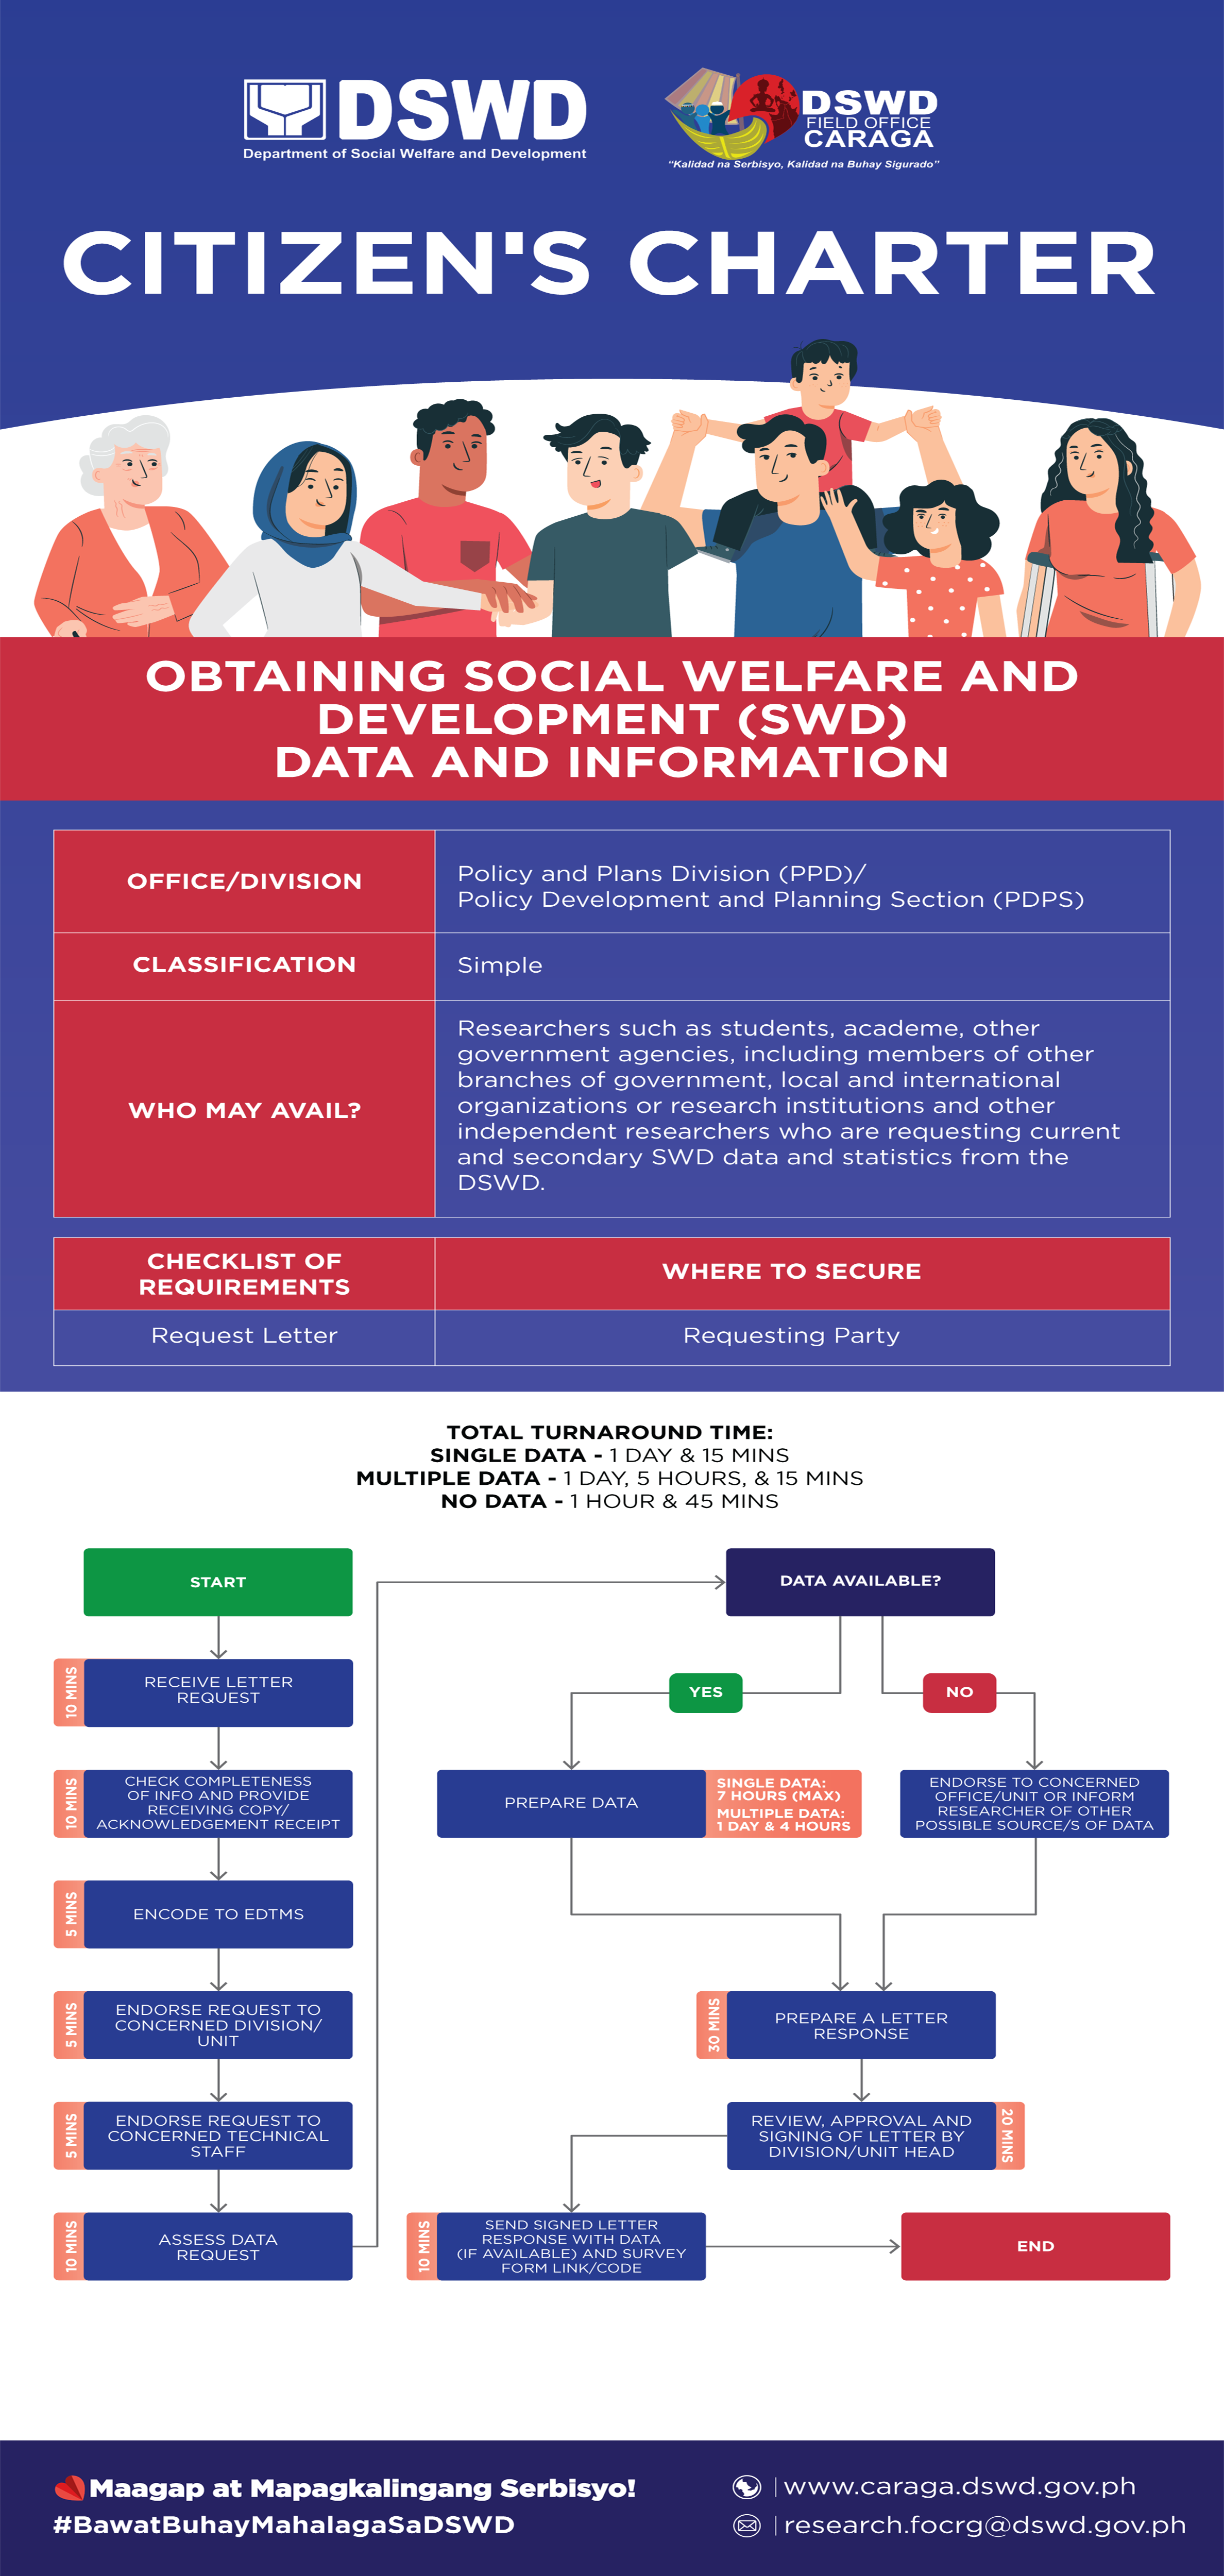 DSWD
Department of Social Welfare and Development
DSWD
FIELD OFFICE
CARAGA
“Kalidad na Serbisyo, Kalidad na Buhay Sigurado”
CITIZEN'S CHARTER
OBTAINING SOCIAL WELFARE AND
DEVELOPMENT (SWD)
DATA AND INFORMATION
OFFICE/DIVISION
Policy and Plans Division (PPD)/
Policy Development and Planning Section (PDPS)
CLASSIFICATION
Simple
WHO MAY AVAIL?
Researchers such as students, academe, other
government agencies, including members of other
branches of government, local and international
organizations or research institutions and other
independent researchers who are requesting current
and secondary SWD data and statistics from the
DSWD.
CHECKLIST OF
REQUIREMENTS
WHERE TO SECURE
Request Letter
Requesting Party
TOTAL TURNAROUND TIME:
SINGLE DATA - 1 DAY & 15 MINS
MULTIPLE DATA - 1 DAY, 5 HOURS, & 15 MINS
NO DATA - 1 HOUR & 45 MINS
START
10 MINS
RECEIVE LETTER
REQUEST
10 MINS
CHECK COMPLETENESS
OF INFO AND PROVIDE
RECEIVING COPY/
ACKNOWLEDGEMENT RECEIPT
5 MINS
ENCODE TO EDTMS
5 MINS
ENDORSE REQUEST TO
CONCERNED DIVISION/
UNIT
5 MINS
ENDORSE REQUEST TO
CONCERNED TECHNICAL
STAFF
10 MINS
ASSESS DATA
REQUEST
DATA AVAILABLE?
YES
NO
PREPARE DATA
SINGLE DATA:
7 HOURS (MAX)
MULTIPLE DATA:
1 DAY & 4 HOURS
ENDORSE TO CONCERNED
OFFICE/UNIT OR INFORM
RESEARCHER OF OTHER
POSSIBLE SOURCE/S OF DATA
30 MINS
PREPARE A LETTER
RESPONSE
REVIEW, APPROVAL AND
SIGNING OF LETTER BY
DIVISION/UNIT HEAD
20 MINS
10 MINS
SEND SIGNED LETTER
RESPONSE WITH DATA
(IF AVAILABLE) AND SURVEY
FORM LINK/CODE
END
Maagap at Mapagkalingang Serbisyo!
#BawatBuhayMahalagaSaDSWD
www.caraga.dswd.gov.ph
research.focrg@dswd.gov.ph